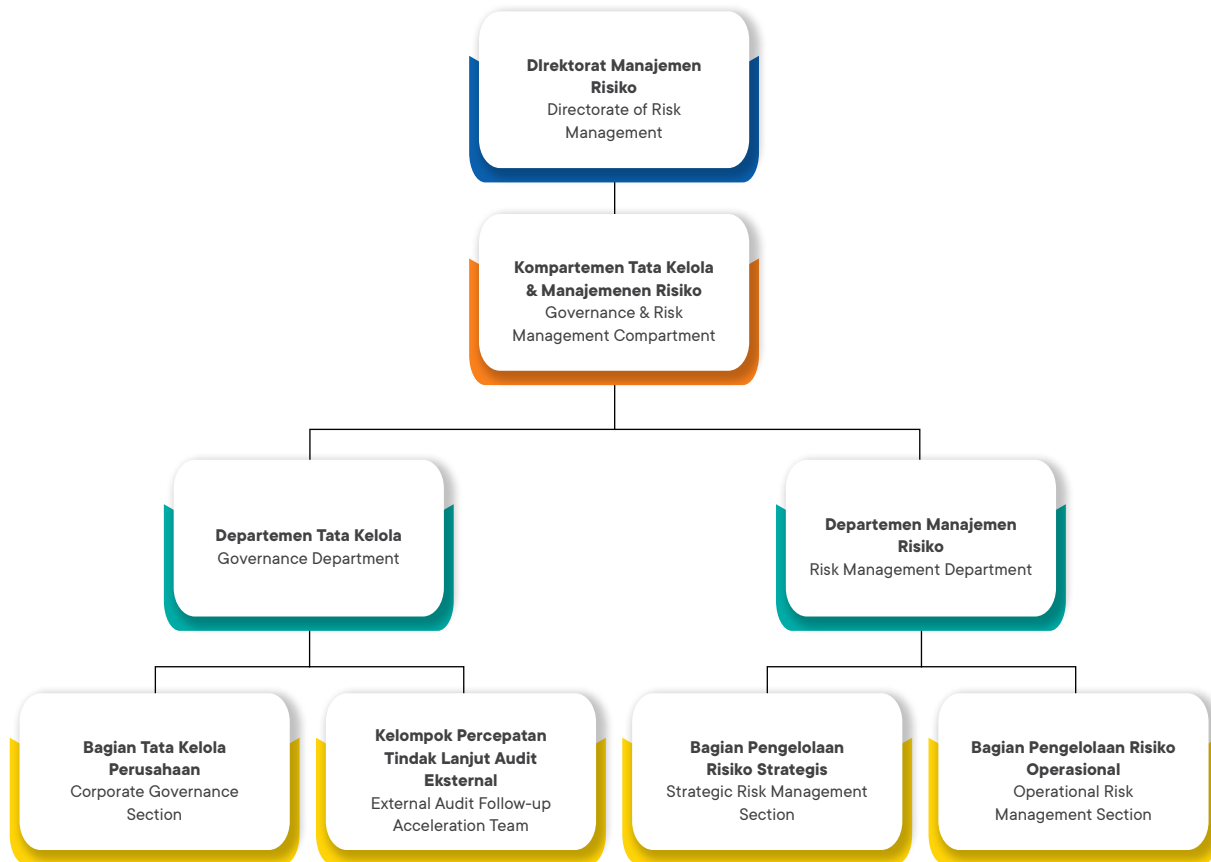 DIrektorat Manajemen
Risiko
Directorate of Risk
Management
Kompartemen Tata Kelola
& Manajemenen Risiko
Governance & Risk
Management Compartment
Departemen Tata Kelola
Governance Department
Departemen Manajemen
Risiko
Risk Management Department
Bagian Tata Kelola
Perusahaan
Corporate Governance
Section
Kelompok Percepatan
Tindak Lanjut Audit
Eksternal
External Audit Follow-up
Acceleration Team
Bagian Pengelolaan
Risiko Strategis
Strategic Risk Management
Section
Bagian Pengelolaan Risiko
Operasional
Operational Risk
Management Section